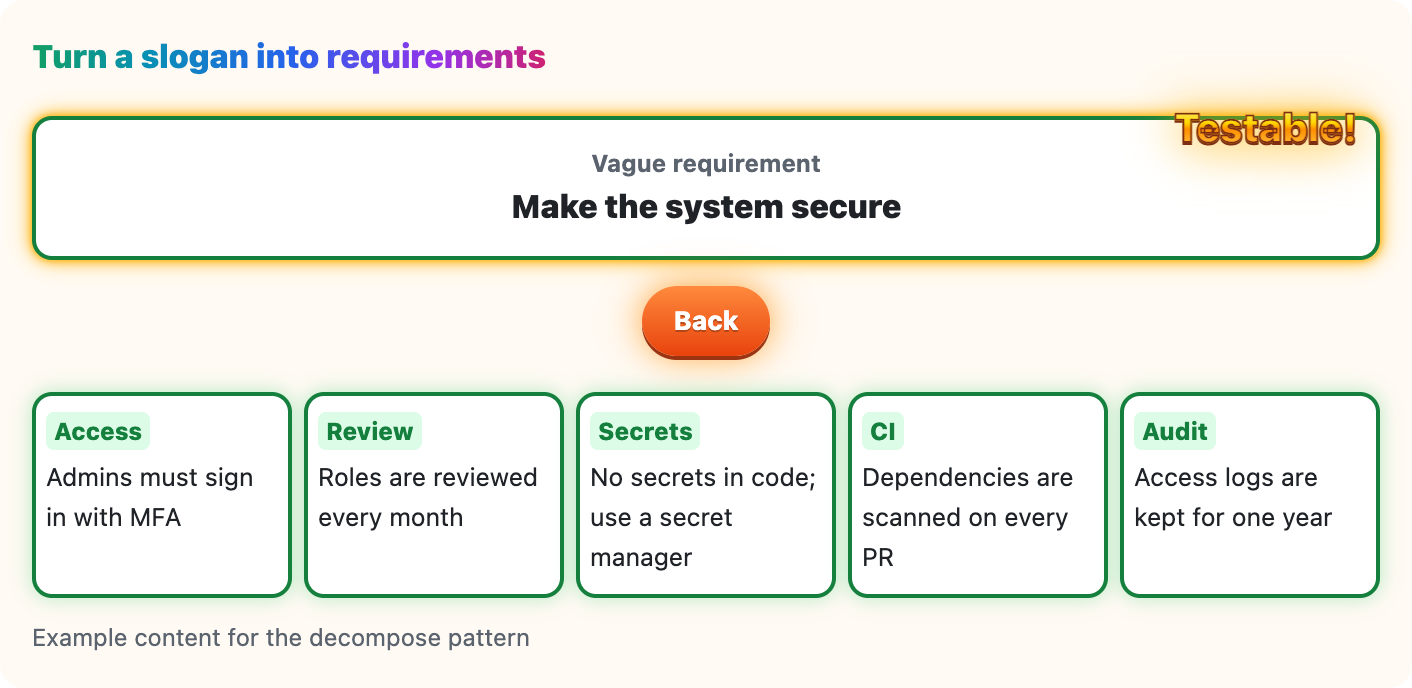 Turn a slogan into requirements
Testable!
Vague requirement
Make the system secure
Back
Access
Admins must sign
in with MFA
Review
Roles are reviewed
every month
Secrets
No secrets in code;
use a secret
manager
CI
Dependencies are
scanned on every
PR
Audit
Access logs are
kept for one year
Example content for the decompose pattern